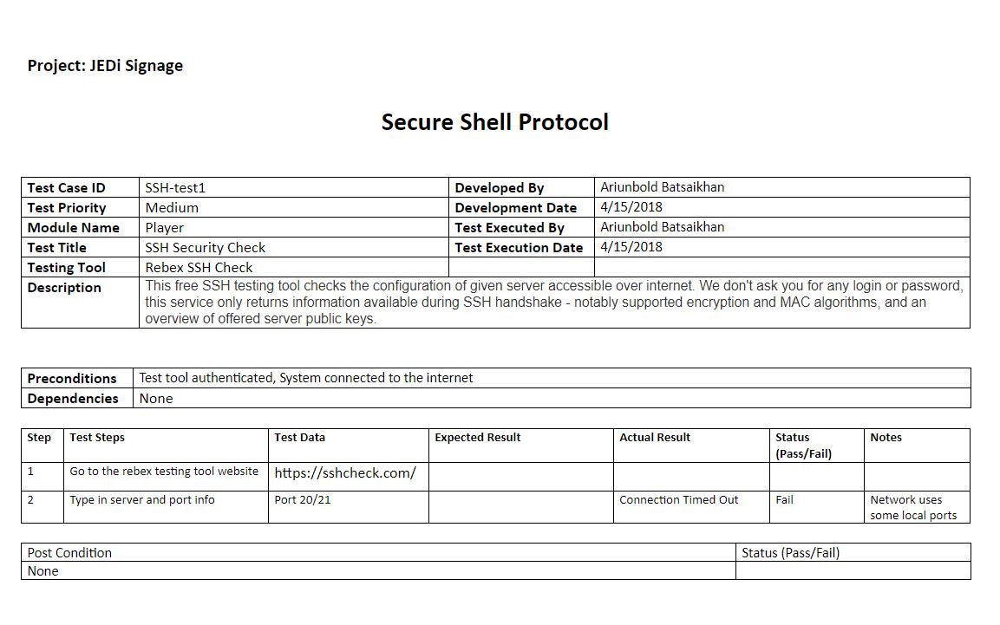 Project: JEDi Signage
Secure Shell Protocol
Test Case ID SSH-test1 Developed By Ariunbold Batsaikhan
Test Priority Medium Development Date 4/15/2018
Module Name Player Test Executed By Ariunbold Batsaikhan
Test Title SSH Security Check Test Execution Date 4/15/2018
Testing Tool Rebex SSH Check
Description This free SSH testing tool checks the configuration of given server accessible over internet. We don't ask you for any login or password,
this service only returns information available during SSH handshake - notably supported encryption and MAC algorithms, and an
overview of offered server public keys.
Preconditions Test tool authenticated, System connected to the internet
Dependencies None
Step Test Steps Test Data Expected Result Actual Result Status Notes
(Pass/Fail)
1 Go to the rebex testing tool website https://sshcheck.com/
2 Type in server and port info Port 20/21 Connection Timed Out Fail Network uses
some local ports
Post Condition Status (Pass/Fail)
None